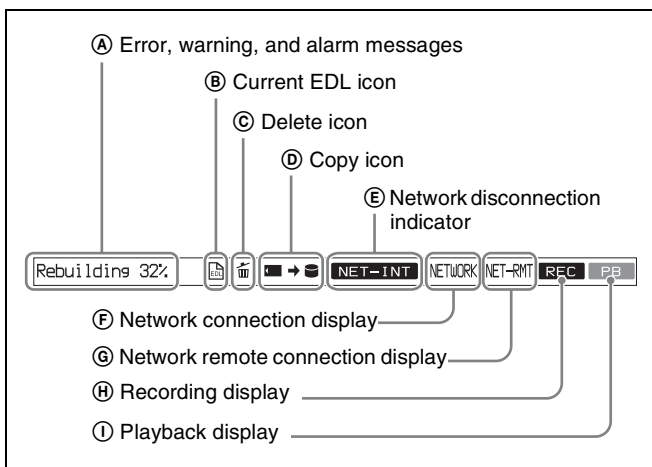 Ⓐ Error, warning, and alarm messages
Ⓑ Current EDL icon
Ⓒ Delete icon
Ⓓ Copy icon
Ⓔ Network disconnection
indicator
Rebuilding 32% EDL NET-INT NETWORK NET-RMT REC PB
Ⓕ Network connection display
Ⓖ Network remote connection display
Ⓗ Recording display
Ⓘ Playback display